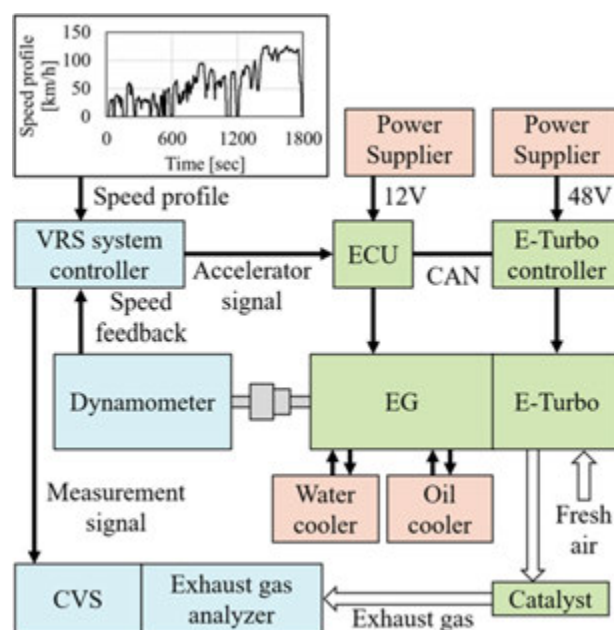 Speed profile
[km/h]
150
100
50
0
0 600 1200 1800
Time [sec]
Power
Supplier
Power
Supplier
Speed profile
12V
48V
VRS system
controller
Accelerator
signal
ECU
CAN
E-Turbo
controller
Speed
feedback
Dynamometer
EG
E-Turbo
Measurement
signal
Water
cooler
Oil
cooler
Fresh
air
CVS
Exhaust gas
analyzer
Exhaust gas
Catalyst